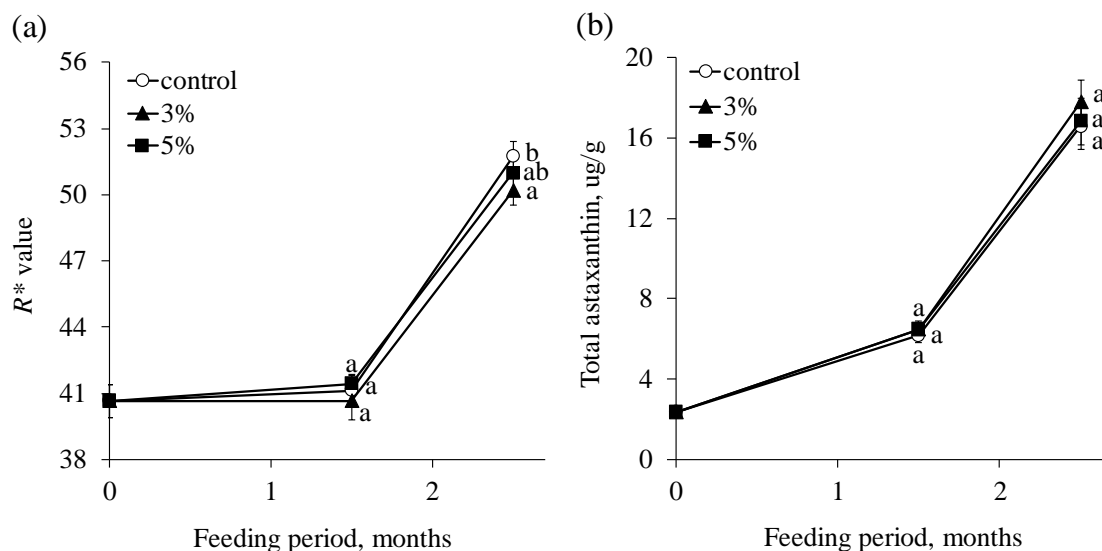 (a)
56
53
50
47
44
41
38
R* value
control
3%
5%
b
ab
a
a
a
a
0
1
2
Feeding period, months
(b)
20
16
12
8
4
0
Total astaxanthin, ug/g
control
3%
5%
a
a
a
a
a
a
0
1
2
Feeding period, months